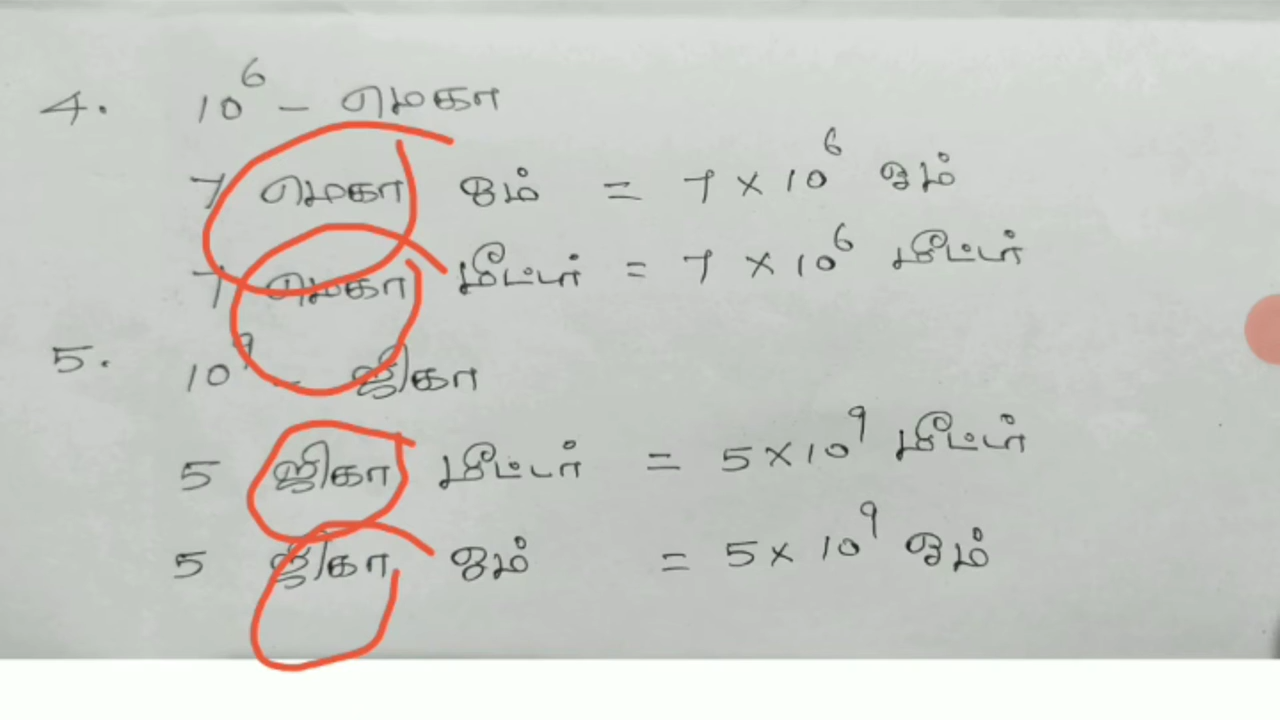 4. 10⁶ - மெகா
7 மெகா ஓம் = 7 × 10⁶ ஓம்
7 மெகா மீட்டர் = 7 × 10⁶ மீட்டர்
5. 10⁹ - ஜிகா
5 ஜிகா மீட்டர் = 5 × 10⁹ மீட்டர்
5 ஜிகா ஓம் = 5 × 10⁹ ஓம்